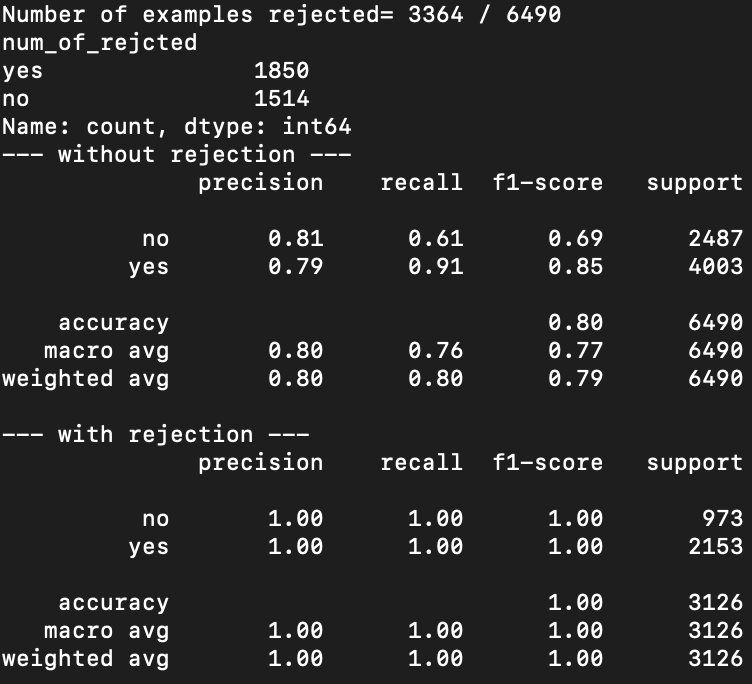 Number of examples rejected= 3364 / 6490
num_of_rejcted
yes 1850
no 1514
Name: count, dtype: int64
--- without rejection ---
precision recall f1-score support
no 0.81 0.61 0.69 2487
yes 0.79 0.91 0.85 4003
accuracy 0.80 6490
macro avg 0.80 0.76 0.77 6490
weighted avg 0.80 0.80 0.79 6490
--- with rejection ---
precision recall f1-score support
no 1.00 1.00 1.00 973
yes 1.00 1.00 1.00 2153
accuracy 1.00 3126
macro avg 1.00 1.00 1.00 3126
weighted avg 1.00 1.00 1.00 3126